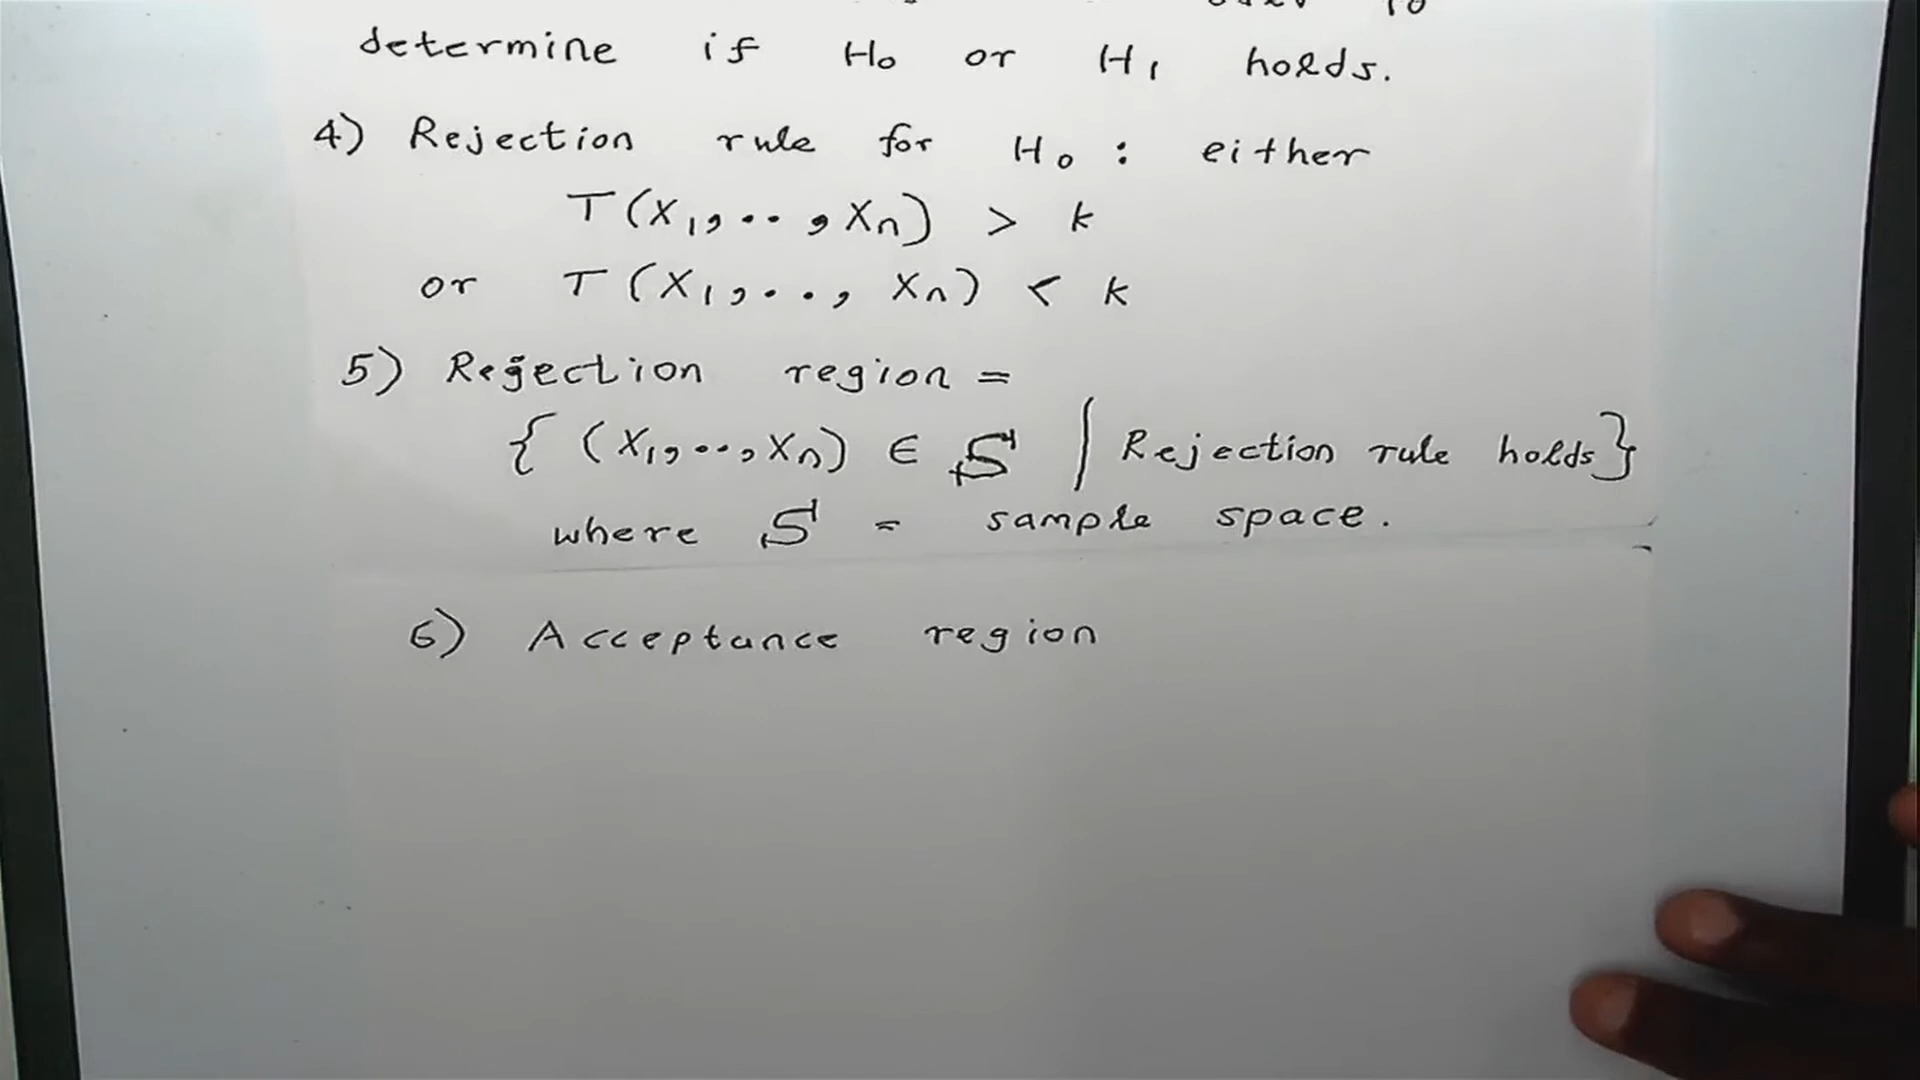 to
determine if H₀ or H₁ holds.
4) Rejection rule for H₀ : either
T(X₁,..,Xₙ) > k
or T(X₁,..,Xₙ) < k
5) Rejection region =
{ (X₁,..,Xₙ) ∈ S | Rejection rule holds}
where S = sample space.
6) Acceptance region